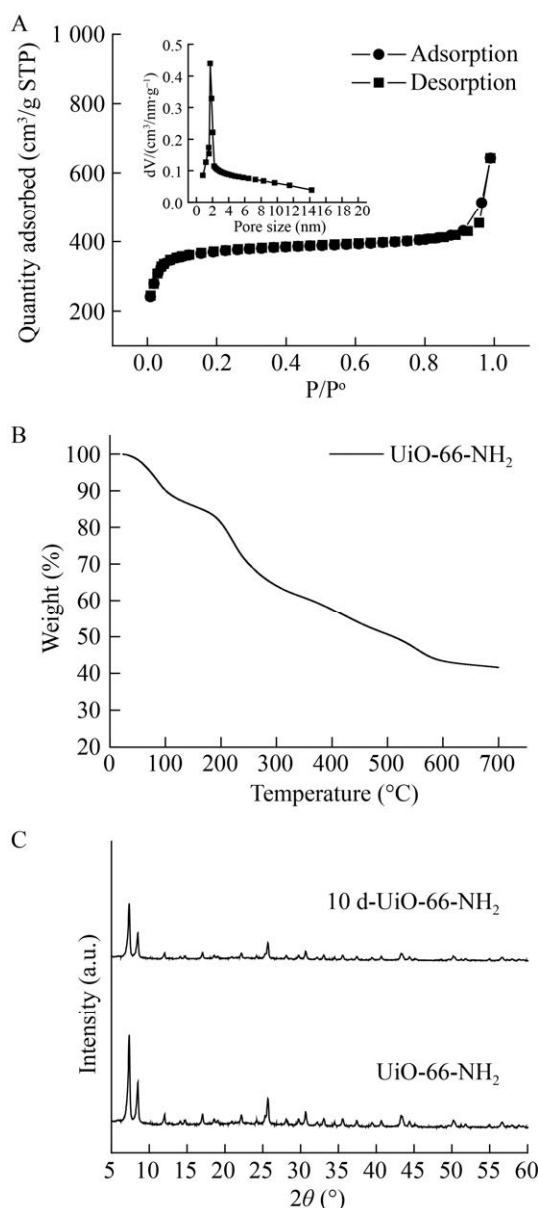 A
1 000
800
600
400
200
Quantity adsorbed (cm³/g STP)
0.0 0.2 0.4 0.6 0.8 1.0
P/Pº
Adsorption
Desorption
0.5
0.4
0.3
0.2
0.1
0
dV/(cm³/nm·g⁻¹)
0 2 4 6 8 10 12 14 16 18 20
Pore size (nm)
B
100
90
80
70
60
50
40
30
20
Weight (%)
UiO-66-NH₂
0 100 200 300 400 500 600 700
Temperature (°C)
C
Intensity (a.u.)
10 d-UiO-66-NH₂
UiO-66-NH₂
5 10 15 20 25 30 35 40 45 50 55 60
2θ (°)